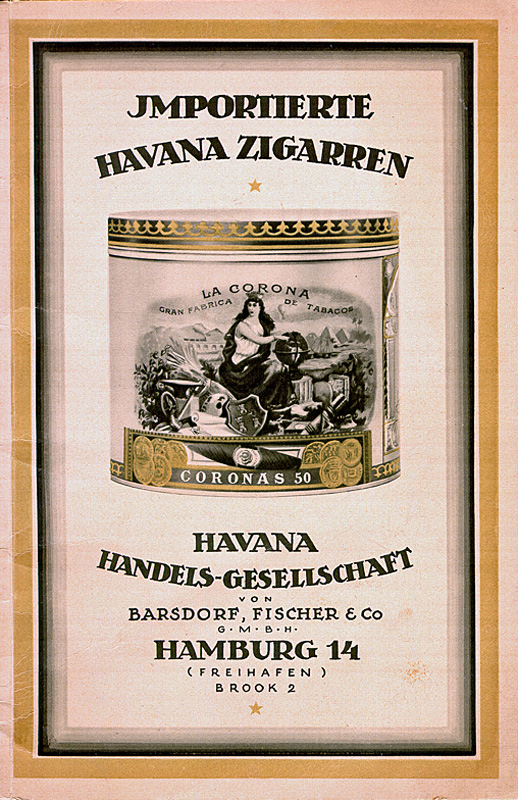 JMPORTIERTE
HAVANA ZIGARREN
LA CORONA
GRAN FABRICA DE TABACOS
CORONAS 50
HAVANA
HANDELS-GESELLSCHAFT
VON
BARSDORF, FISCHER & Co
G·M·B·H·
HAMBURG 14
(FREIHAFEN)
BROOK 2